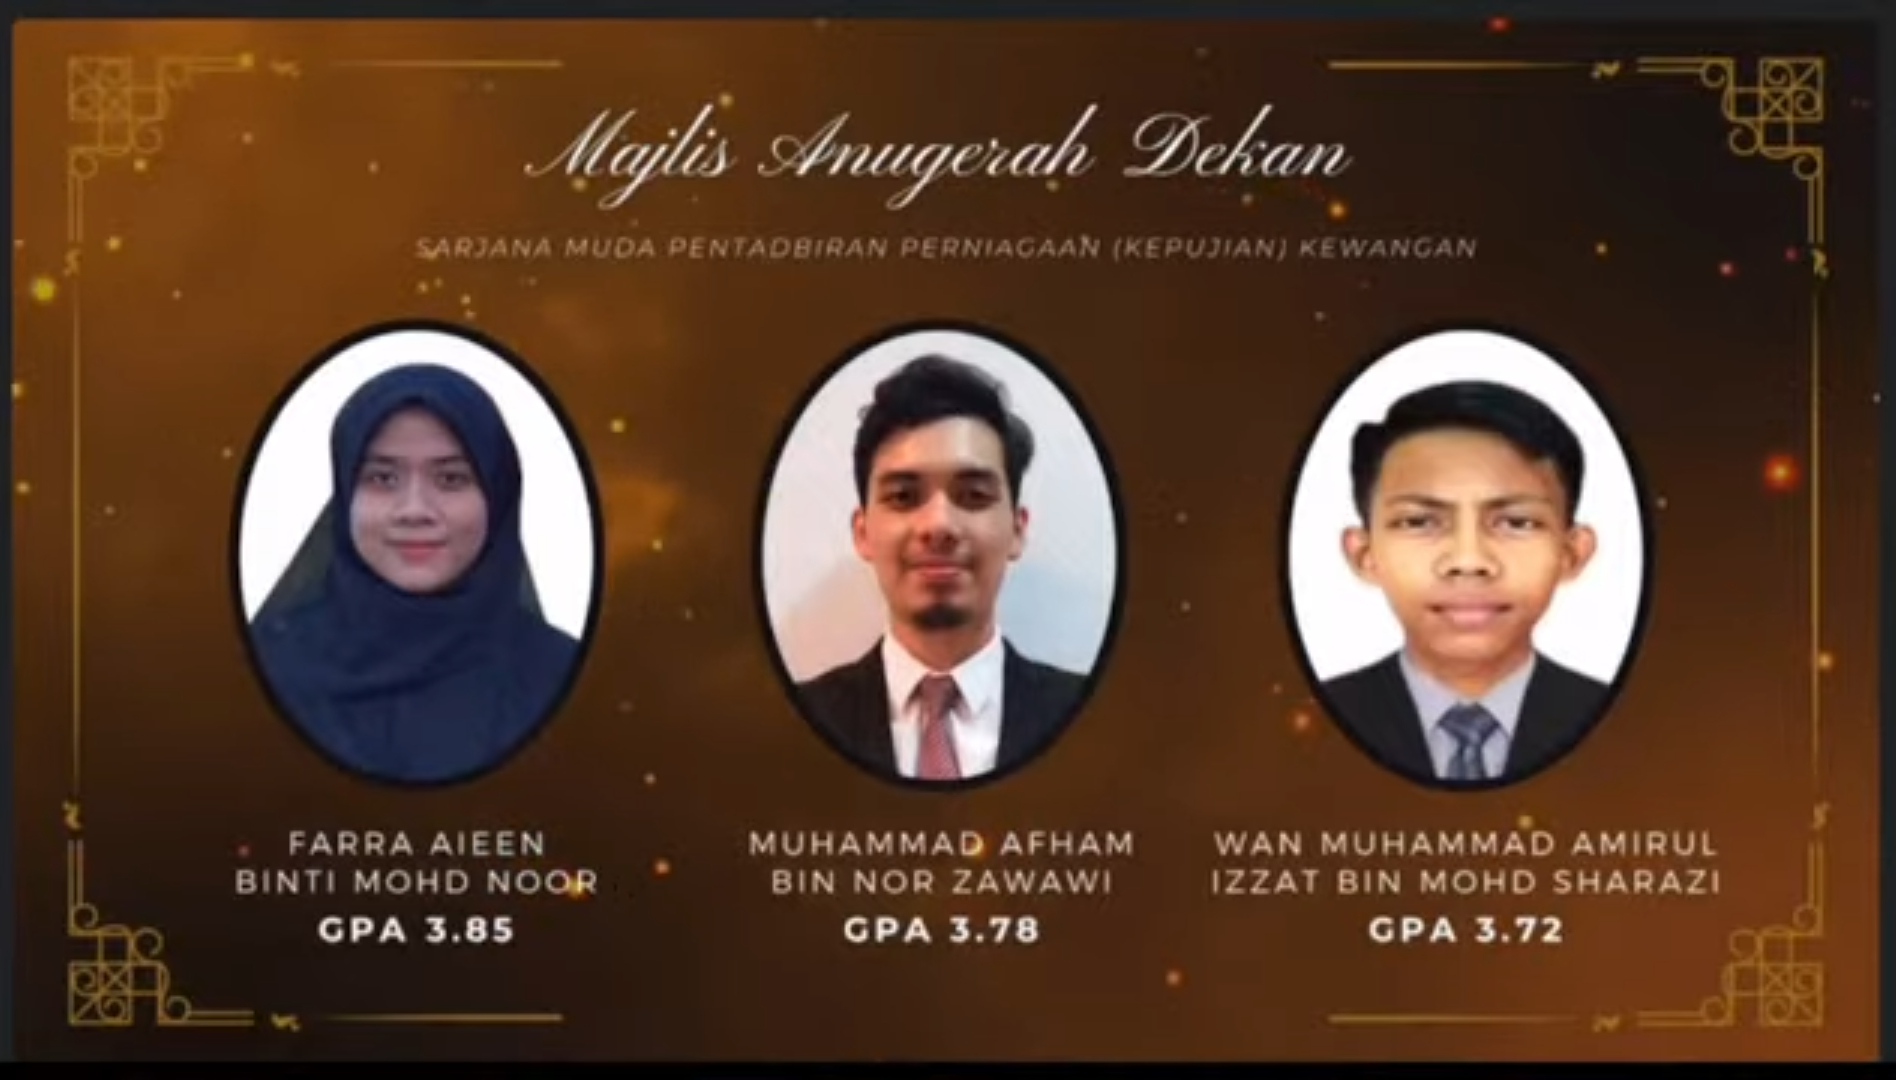 Majlis Anugerah Dekan
SARJANA MUDA PENTADBIRAN PERNIAGAAN (KEPUJIAN) KEWANGAN
FARRA AIEEN
BINTI MOHD NOOR
GPA 3.85
MUHAMMAD AFHAM
BIN NOR ZAWAWI
GPA 3.78
WAN MUHAMMAD AMIRUL
IZZAT BIN MOHD SHARAZI
GPA 3.72